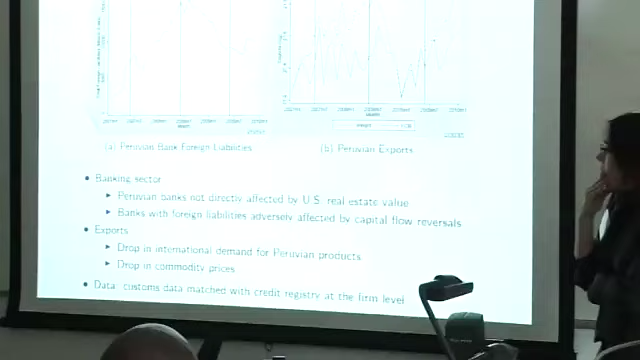 (a) Peruvian Bank Foreign Liabilities
(b) Peruvian Exports
Banking sector
Peruvian banks not directly affected by U.S. real estate value
Banks with foreign liabilities adversely affected by capital flow reversals
Exports
Drop in international demand for Peruvian products
Drop in commodity prices
Data: customs data matched with credit registry at the firm level